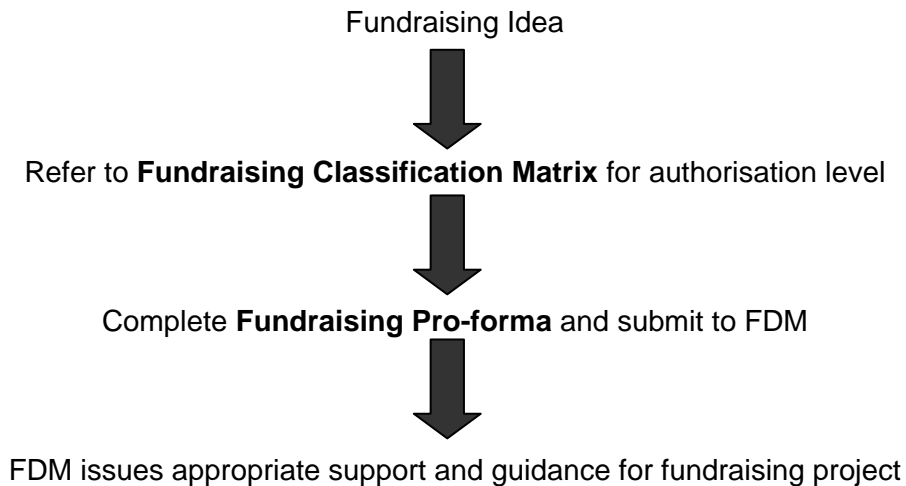 Fundraising Idea
Refer to Fundraising Classification Matrix for authorisation level
Complete Fundraising Pro-forma and submit to FDM
FDM issues appropriate support and guidance for fundraising project